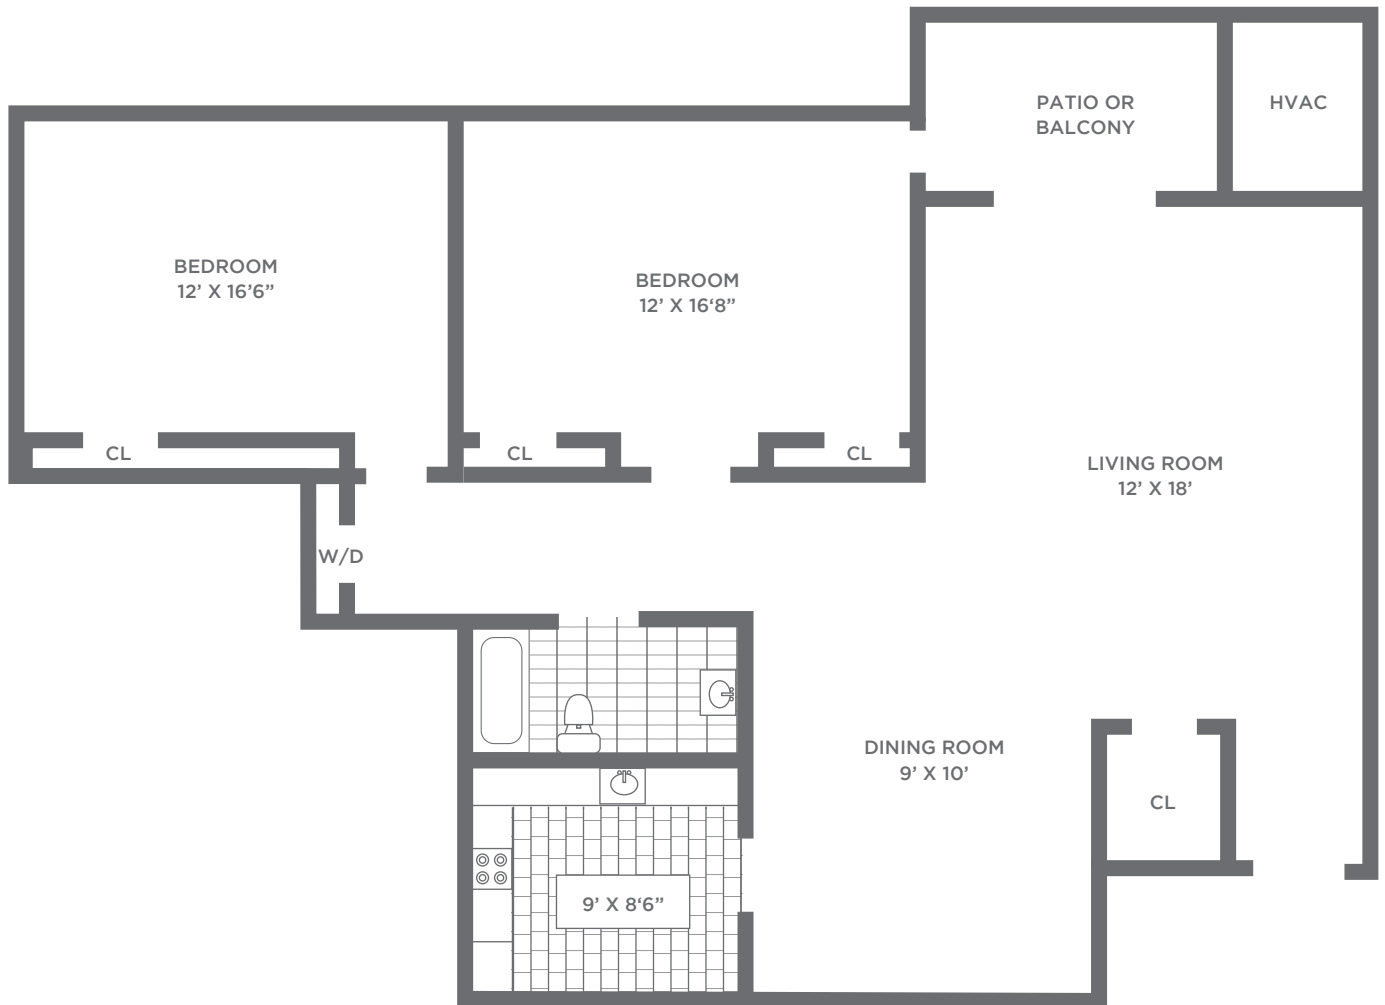 PATIO OR
BALCONY
HVAC
BEDROOM
12’ X 16’6”
BEDROOM
12’ X 16‘8”
CL
CL
CL
LIVING ROOM
12’ X 18’
W/D
DINING ROOM
9’ X 10’
CL
9’ X 8‘6”